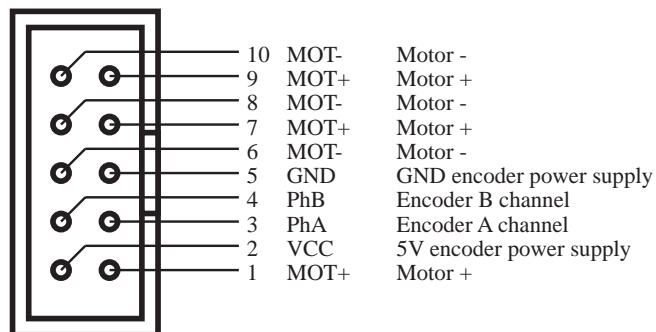 10 MOT- Motor -
9 MOT+ Motor +
8 MOT- Motor -
7 MOT+ Motor +
6 MOT- Motor -
5 GND GND encoder power supply
4 PhB Encoder B channel
3 PhA Encoder A channel
2 VCC 5V encoder power supply
1 MOT+ Motor +